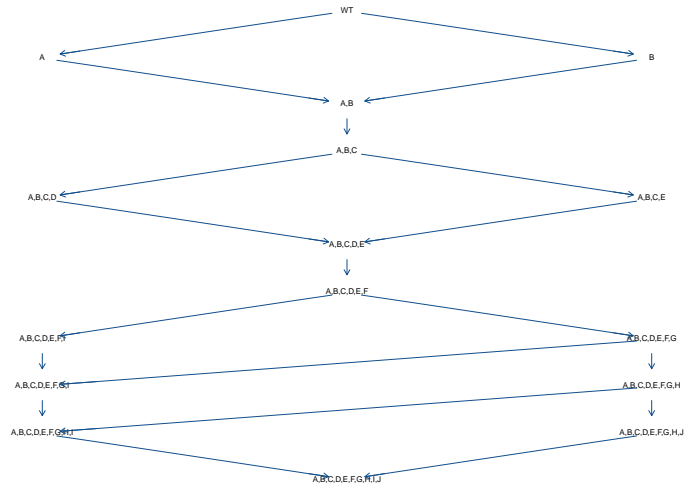 WT
A
B
A,B
A,B,C
A,B,C,D
A,B,C,E
A,B,C,D,E
A,B,C,D,E,F
A,B,C,D,E,F,I
A,B,C,D,E,F,G
A,B,C,D,E,F,G,I
A,B,C,D,E,F,G,H
A,B,C,D,E,F,G,H,I
A,B,C,D,E,F,G,H,J
A,B,C,D,E,F,G,H,I,J